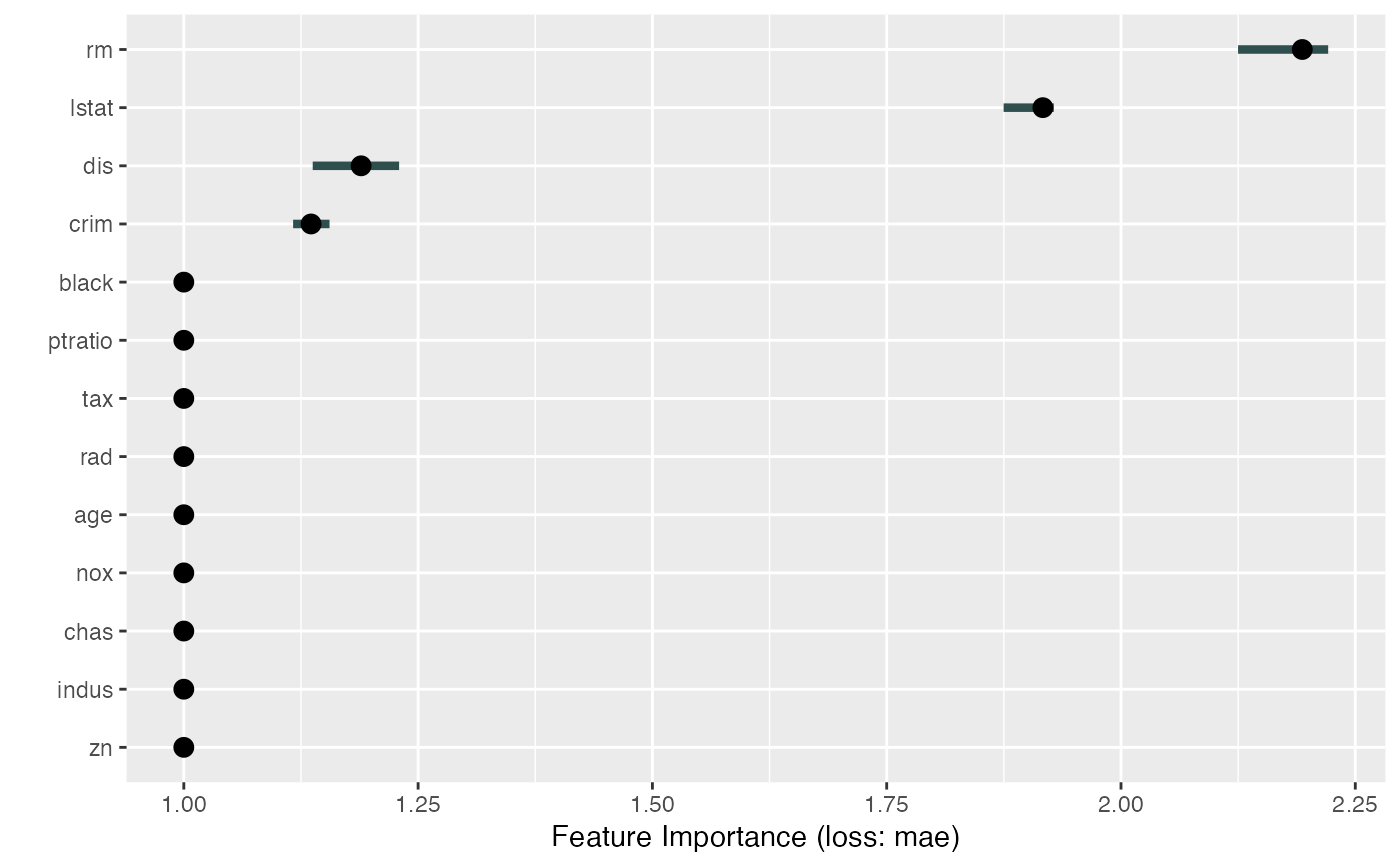 rm
lstat
dis
crim
black
ptratio
tax
rad
age
nox
chas
indus
zn
1.00 1.25 1.50 1.75 2.00 2.25
Feature Importance (loss: mae)